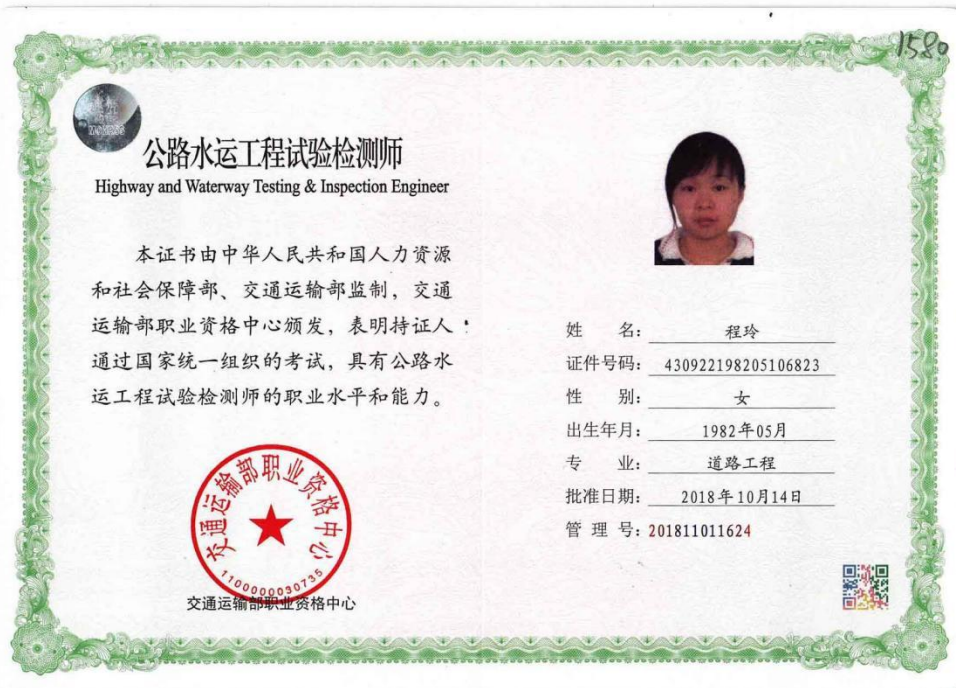 1580
公路水运工程试验检测师
Highway and Waterway Testing & Inspection Engineer
本证书由中华人民共和国人力资源
和社会保障部、交通运输部监制，交通
运输部职业资格中心颁发，表明持证人
通过国家统一组织的考试，具有公路水
运工程试验检测师的职业水平和能力。
交通运输部职业资格中心
1100000030735
交通运输部职业资格中心
姓 名： 程玲
证件号码： 430922198205106823
性 别： 女
出生年月： 1982年05月
专 业： 道路工程
批准日期： 2018年10月14日
管 理 号： 201811011624